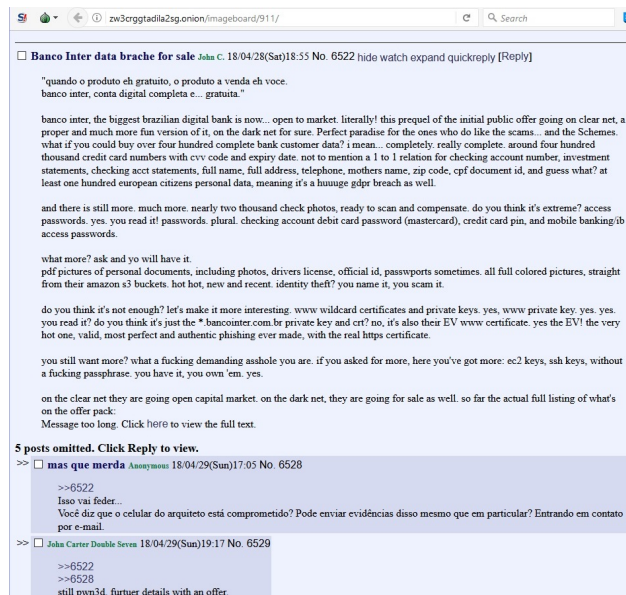 zw3crggtadila2sg.onion/imageboard/911/
Search
Banco Inter data brache for sale John C. 18/04/28(Sat)18:55 No. 6522 hide watch expand quickreply [Reply]
"quando o produto eh gratuito, o produto a venda eh voce.
banco inter, conta digital completa e... gratuita."
banco inter, the biggest brazilian digital bank is now... open to market. literally! this prequel of the initial public offer going on clear net, a
proper and much more fun version of it, on the dark net for sure. Perfect paradise for the ones who do like the scams... and the Schemes.
what if you could buy over four hundred complete bank customer data? i mean... completely. really complete. around four hundred
thousand credit card numbers with cvv code and expiry date. not to mention a 1 to 1 relation for checking account number, investment
statements, checking acct statements, full name, full address, telephone, mothers name, zip code, cpf document id, and guess what? at
least one hundred european citizens personal data, meaning it's a huuuge gdpr breach as well.
and there is still more. much more. nearly two thousand check photos, ready to scan and compensate. do you think it's extreme? access
passwords. yes. you read it! passwords. plural. checking account debit card password (mastercard), credit card pin, and mobile banking/ib
access passwords.
what more? ask and yo will have it.
pdf pictures of personal documents, including photos, drivers license, official id, passwports sometimes. all full colored pictures, straight
from their amazon s3 buckets. hot hot, new and recent. identity theft? you name it, you scam it.
do you think it's not enough? let's make it more interesting. www wildcard certificates and private keys. yes, www private key. yes. yes.
you read it? do you think it's just the *.bancointer.com.br private key and crt? no, it's also their EV www certificate. yes the EV! the very
hot one, valid, most perfect and authentic phishing ever made, with the real https certificate.
you still want more? what a fucking demanding asshole you are. if you asked for more, here you've got more: ec2 keys, ssh keys, without
a fucking passphrase. you have it, you own 'em. yes.
on the clear net they are going open capital market. on the dark net, they are going for sale as well. so far the actual full listing of what's
on the offer pack:
Message too long. Click here to view the full text.
5 posts omitted. Click Reply to view.
>> mas que merda Anonymous 18/04/29(Sun)17:05 No. 6528
>>6522
Isso vai feder...
Você diz que o celular do arquiteto está comprometido? Pode enviar evidências disso mesmo que em particular? Entrando em contato
por e-mail.
>> John Carter Double Seven 18/04/29(Sun)19:17 No. 6529
>>6522
>>6528
still pwn3d. furtuer details with an offer.